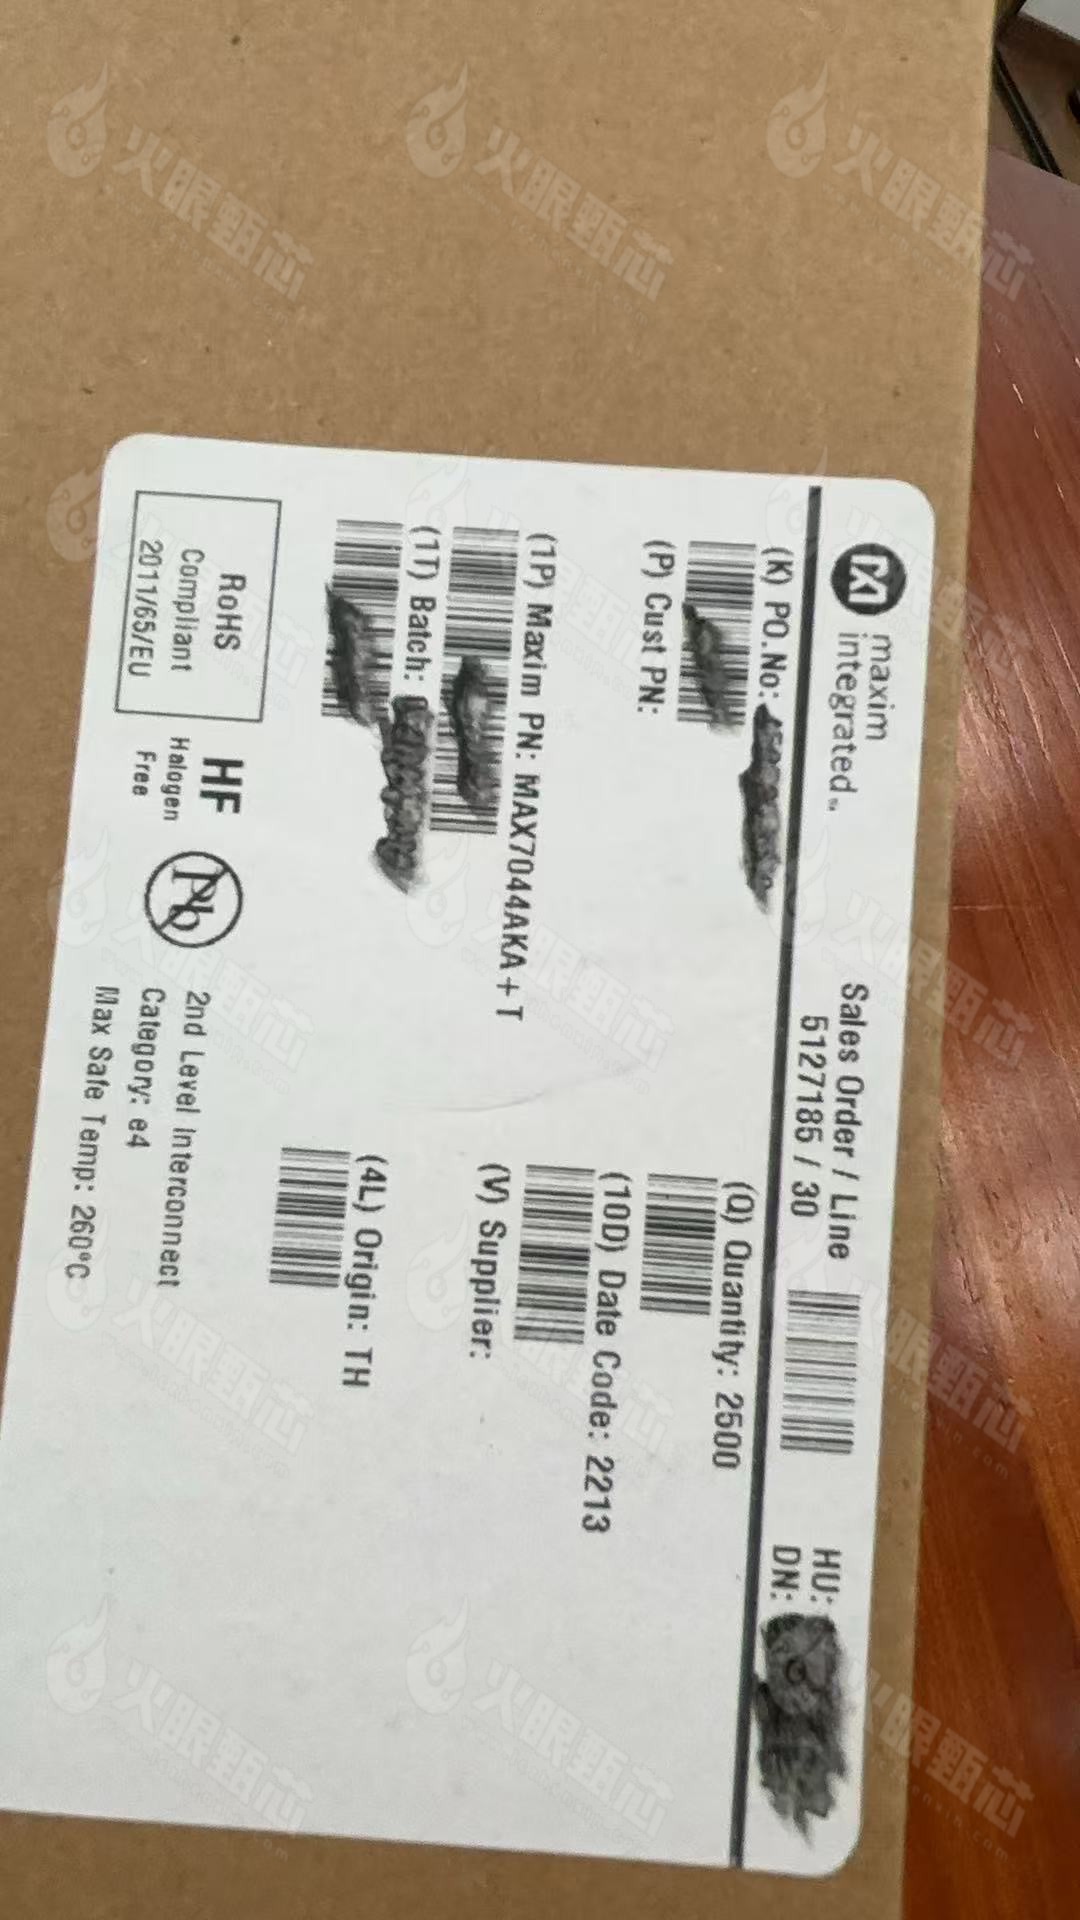 maxim
integrated™
Sales Order / Line
5127185 / 30
HU:
DN:
(K) PO.No:
(Q) Quantity: 2500
(P) Cust PN:
(10D) Date Code: 2213
(1P) Maxim PN: MAX7044AKA+T
(V) Supplier:
(1T) Batch:
(4L) Origin: TH
RoHS
Compliant
2011/65/EU
HF
Halogen
Free
Pb
2nd Level Interconnect
Category: e4
Max Safe Temp: 260°C
火眼甄芯